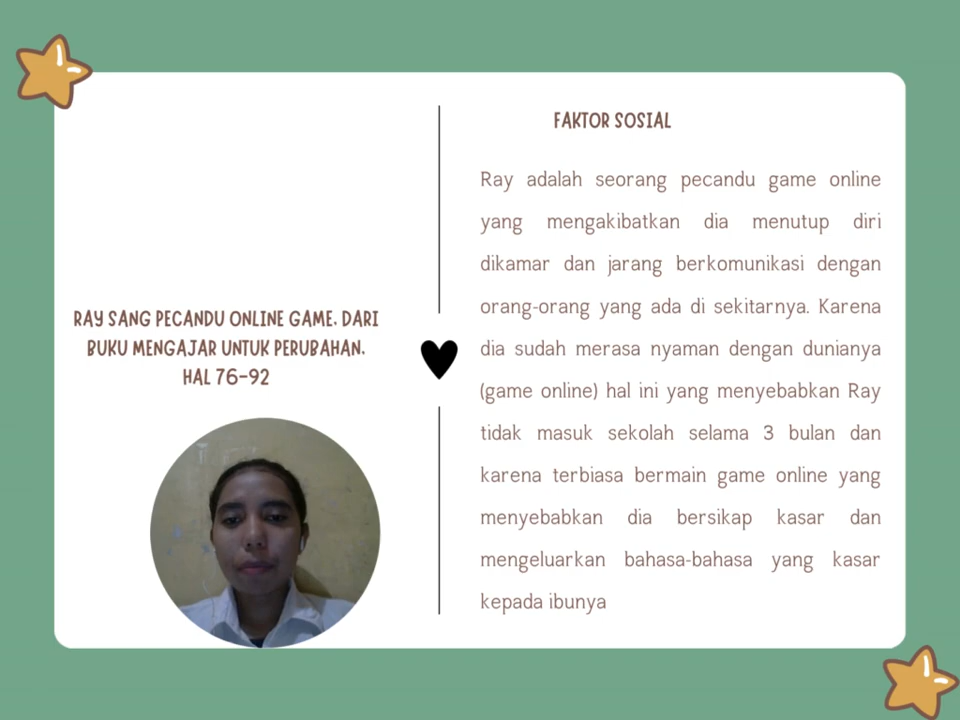 RAY SANG PECANDU ONLINE GAME. DARI
BUKU MENGAJAR UNTUK PERUBAHAN.
HAL 76-92
FAKTOR SOSIAL
Ray adalah seorang pecandu game online
yang mengakibatkan dia menutup diri
dikamar dan jarang berkomunikasi dengan
orang-orang yang ada di sekitarnya. Karena
dia sudah merasa nyaman dengan dunianya
(game online) hal ini yang menyebabkan Ray
tidak masuk sekolah selama 3 bulan dan
karena terbiasa bermain game online yang
menyebabkan dia bersikap kasar dan
mengeluarkan bahasa-bahasa yang kasar
kepada ibunya